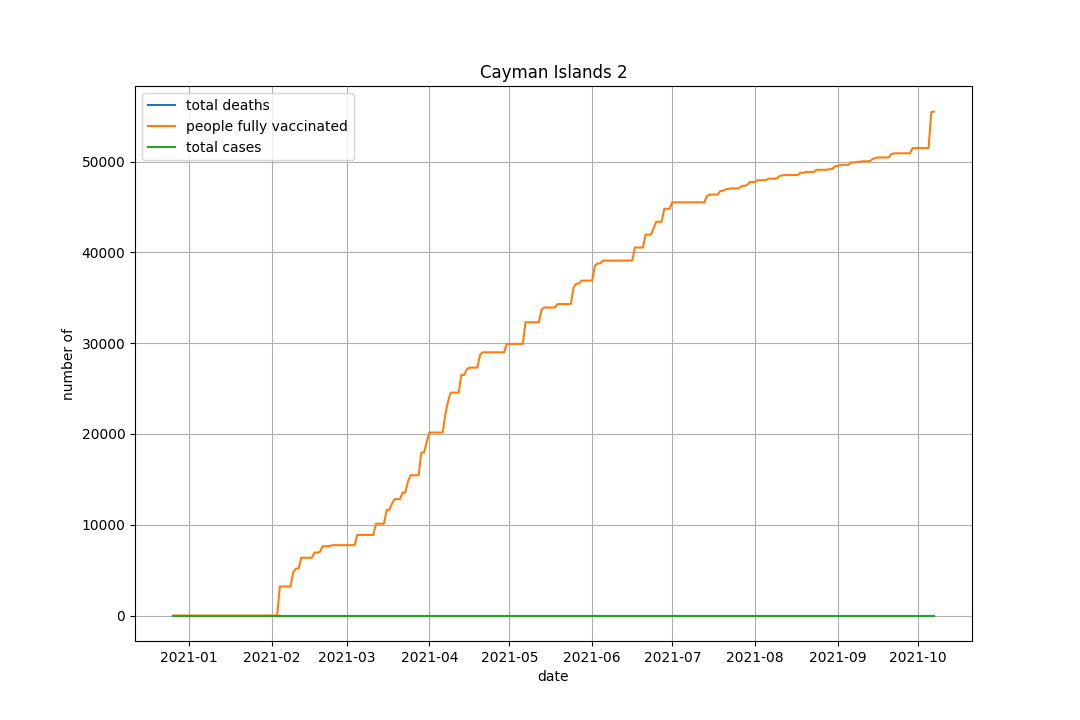 Cayman Islands 2
total deaths
people fully vaccinated
total cases
50000
40000
30000
20000
10000
0
number of
2021-01 2021-02 2021-03 2021-04 2021-05 2021-06 2021-07 2021-08 2021-09 2021-10
date